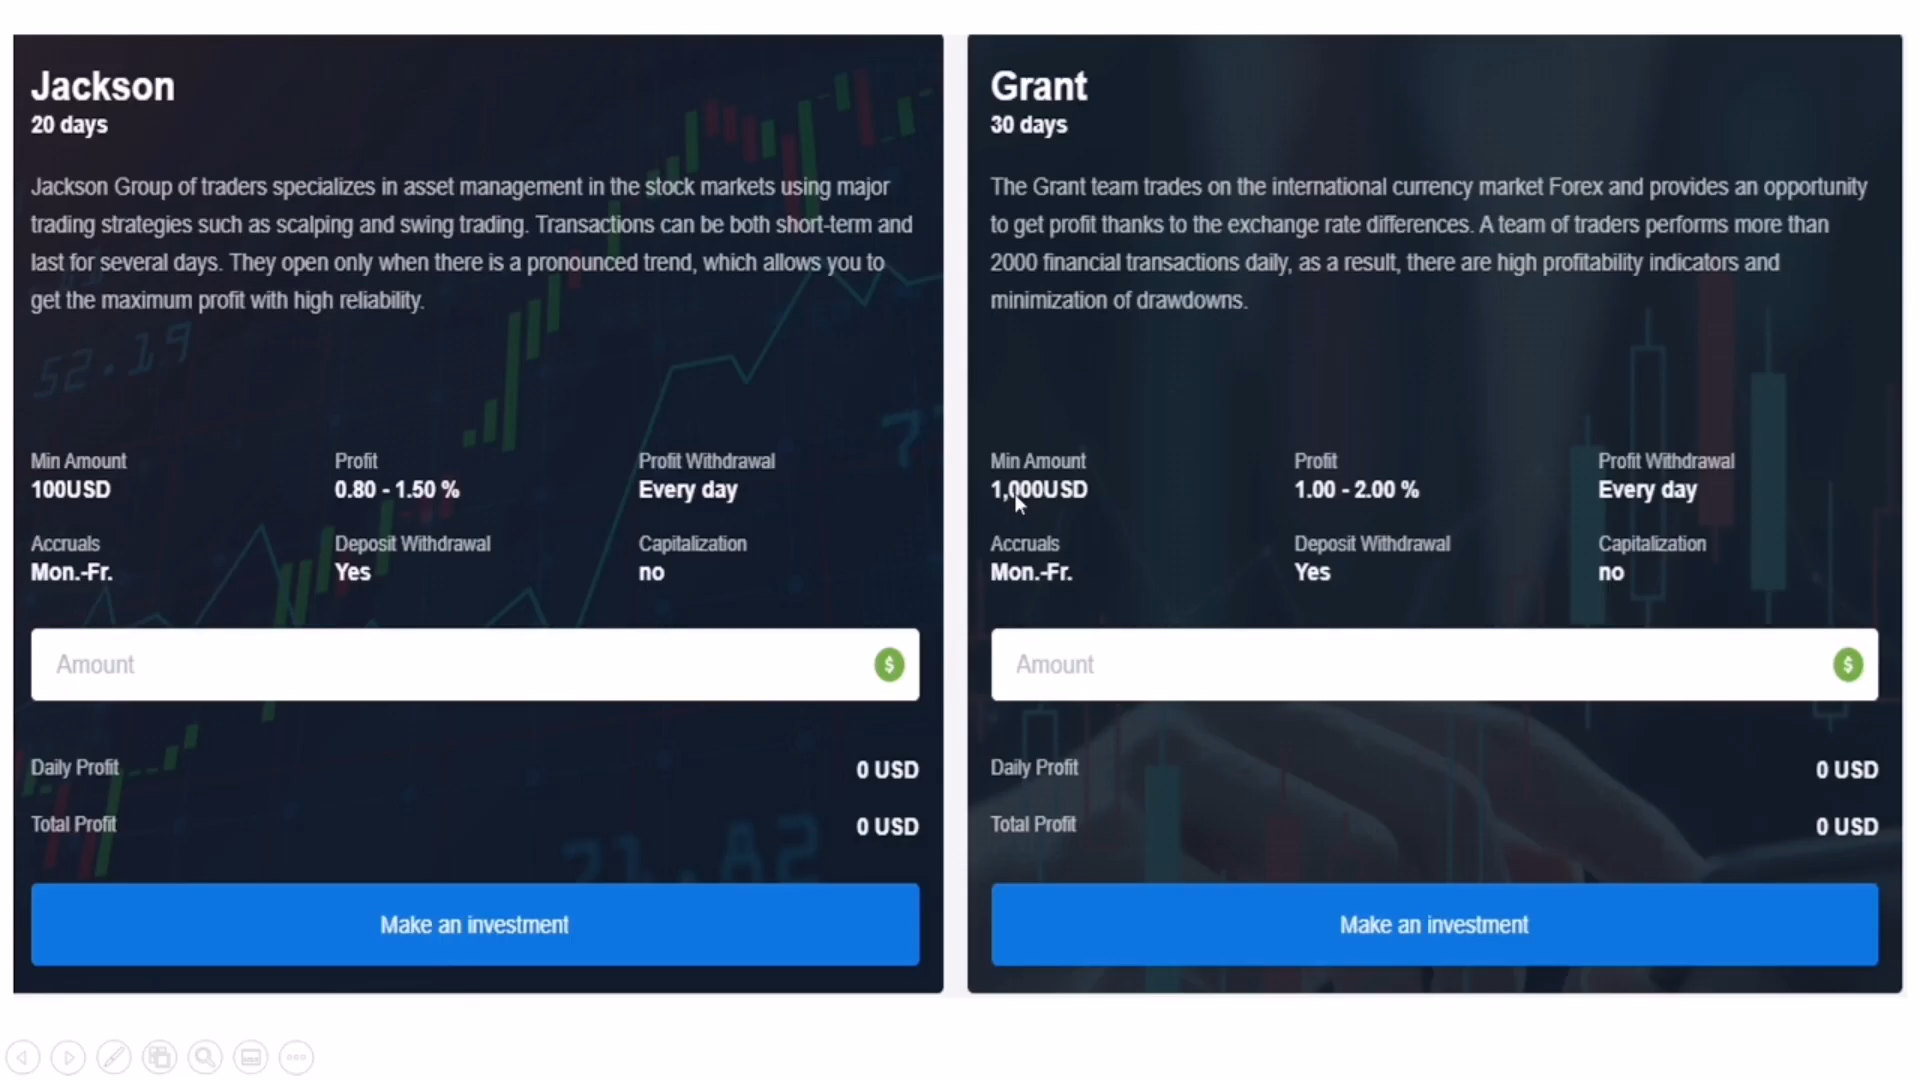 Jackson
20 days
Jackson Group of traders specializes in asset management in the stock markets using major
trading strategies such as scalping and swing trading. Transactions can be both short-term and
last for several days. They open only when there is a pronounced trend, which allows you to
get the maximum profit with high reliability.
52.19
Min Amount
100USD
Profit
0.80 - 1.50 %
Profit Withdrawal
Every day
Accruals
Mon.-Fr.
Deposit Withdrawal
Yes
Capitalization
no
Amount
$
Daily Profit
0 USD
Total Profit
0 USD
Make an investment
Grant
30 days
The Grant team trades on the international currency market Forex and provides an opportunity
to get profit thanks to the exchange rate differences. A team of traders performs more than
2000 financial transactions daily, as a result, there are high profitability indicators and
minimization of drawdowns.
Min Amount
1,000USD
Profit
1.00 - 2.00 %
Profit Withdrawal
Every day
Accruals
Mon.-Fr.
Deposit Withdrawal
Yes
Capitalization
no
Amount
$
Daily Profit
0 USD
Total Profit
0 USD
Make an investment